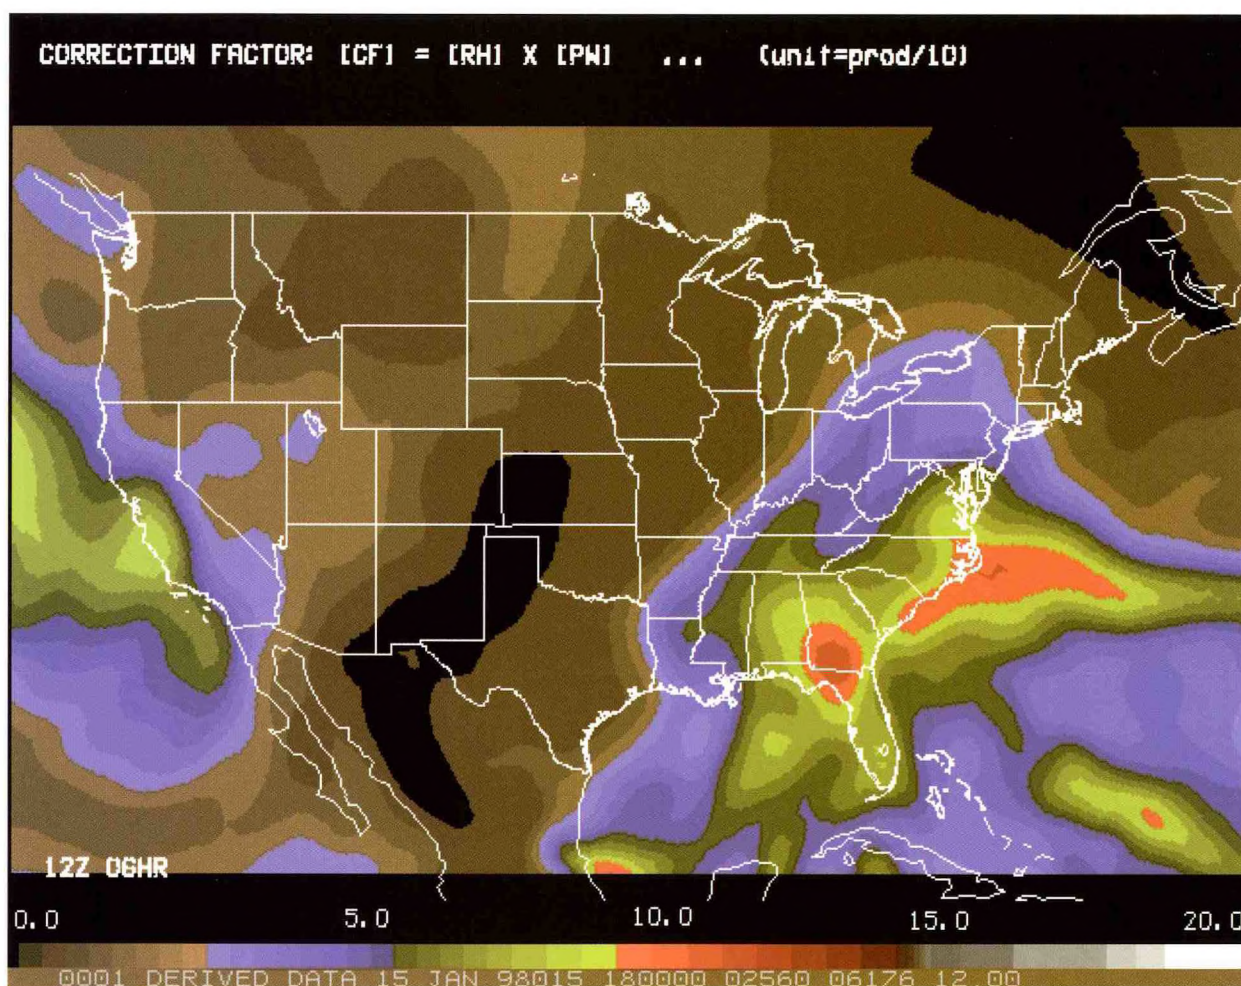 CORRECTION FACTOR: [CF] = [RH] X [PW] ... (unit=prod/10)
12Z 06HR
0.0 5.0 10.0 15.0 20.0
0001 DERIVED DATA 15 JAN 98015 180000 02560 06176 12.00